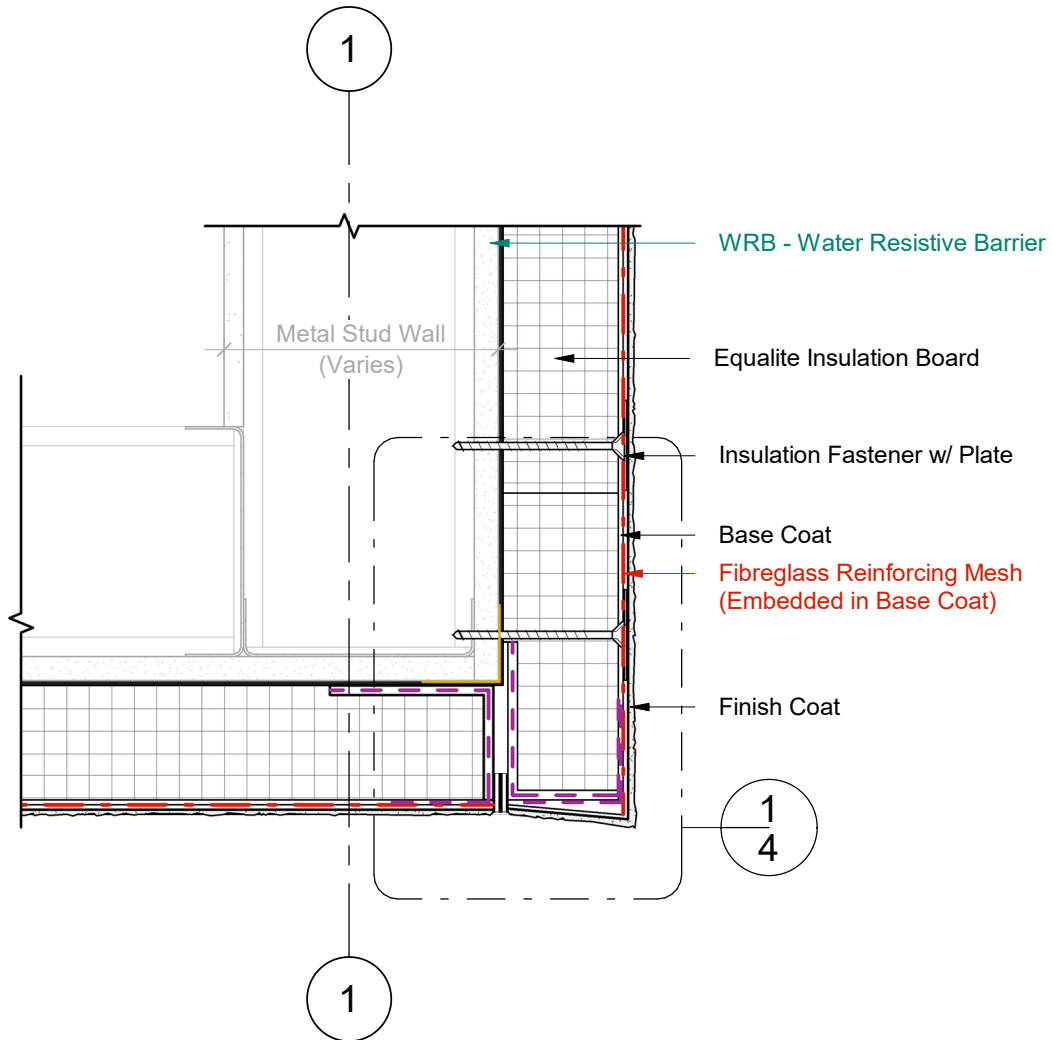 1
WRB - Water Resistive Barrier
Metal Stud Wall
(Varies)
Equalite Insulation Board
Insulation Fastener w/ Plate
Base Coat
Fibreglass Reinforcing Mesh
(Embedded in Base Coat)
Finish Coat
1
4
1